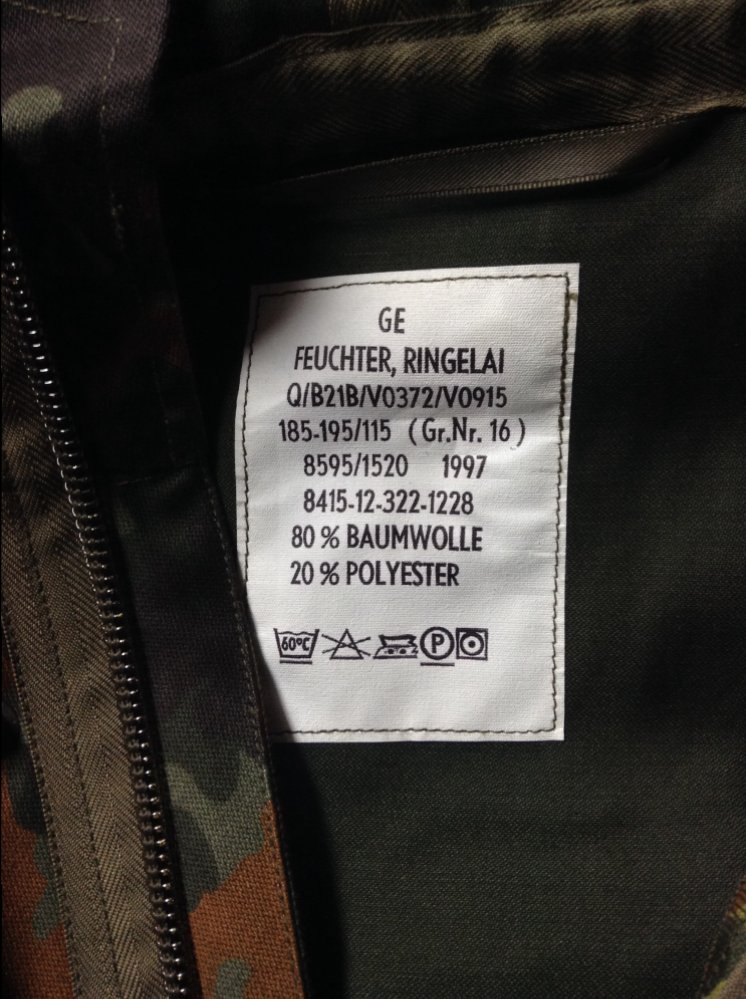 GE
FEUCHTER, RINGELAI
Q/B21B/V0372/V0915
185-195/115 (Gr.Nr. 16)
8595/1520 1997
8415-12-322-1228
80 % BAUMWOLLE
20 % POLYESTER
60°C P